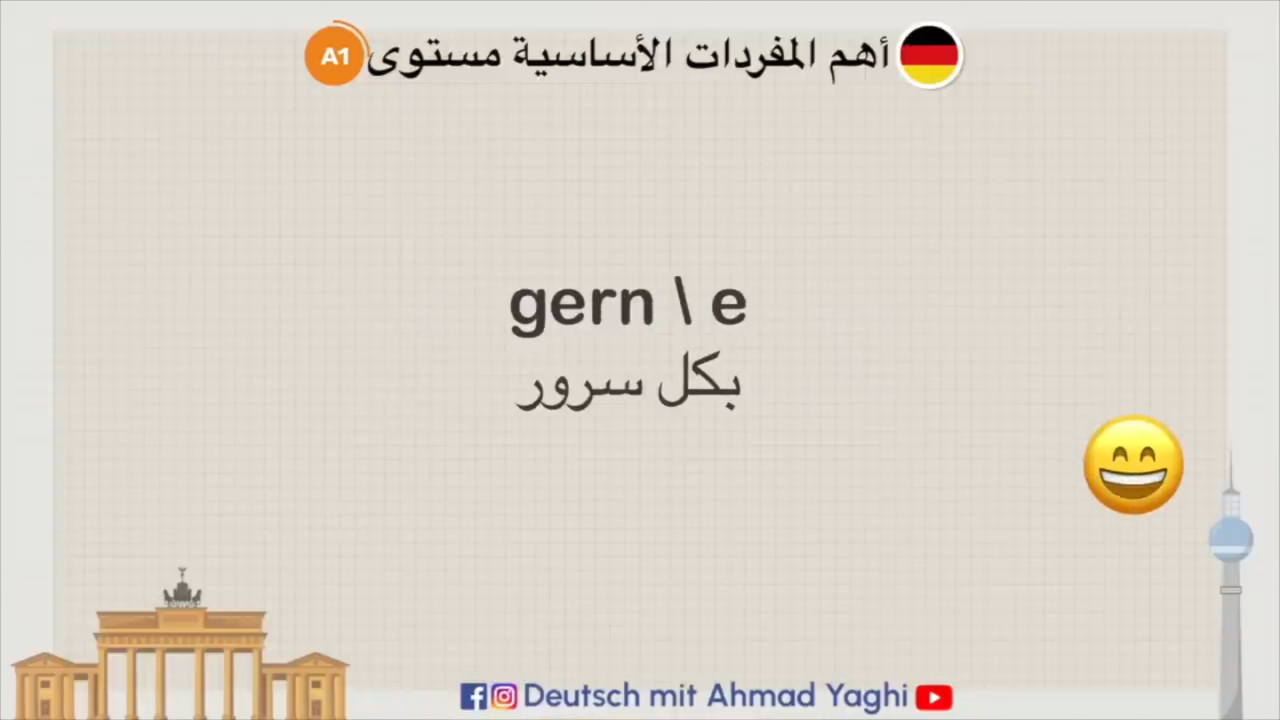 أهم المفردات الأساسية مستوى A1
gern \ e
بكل سرور
Deutsch mit Ahmad Yaghi